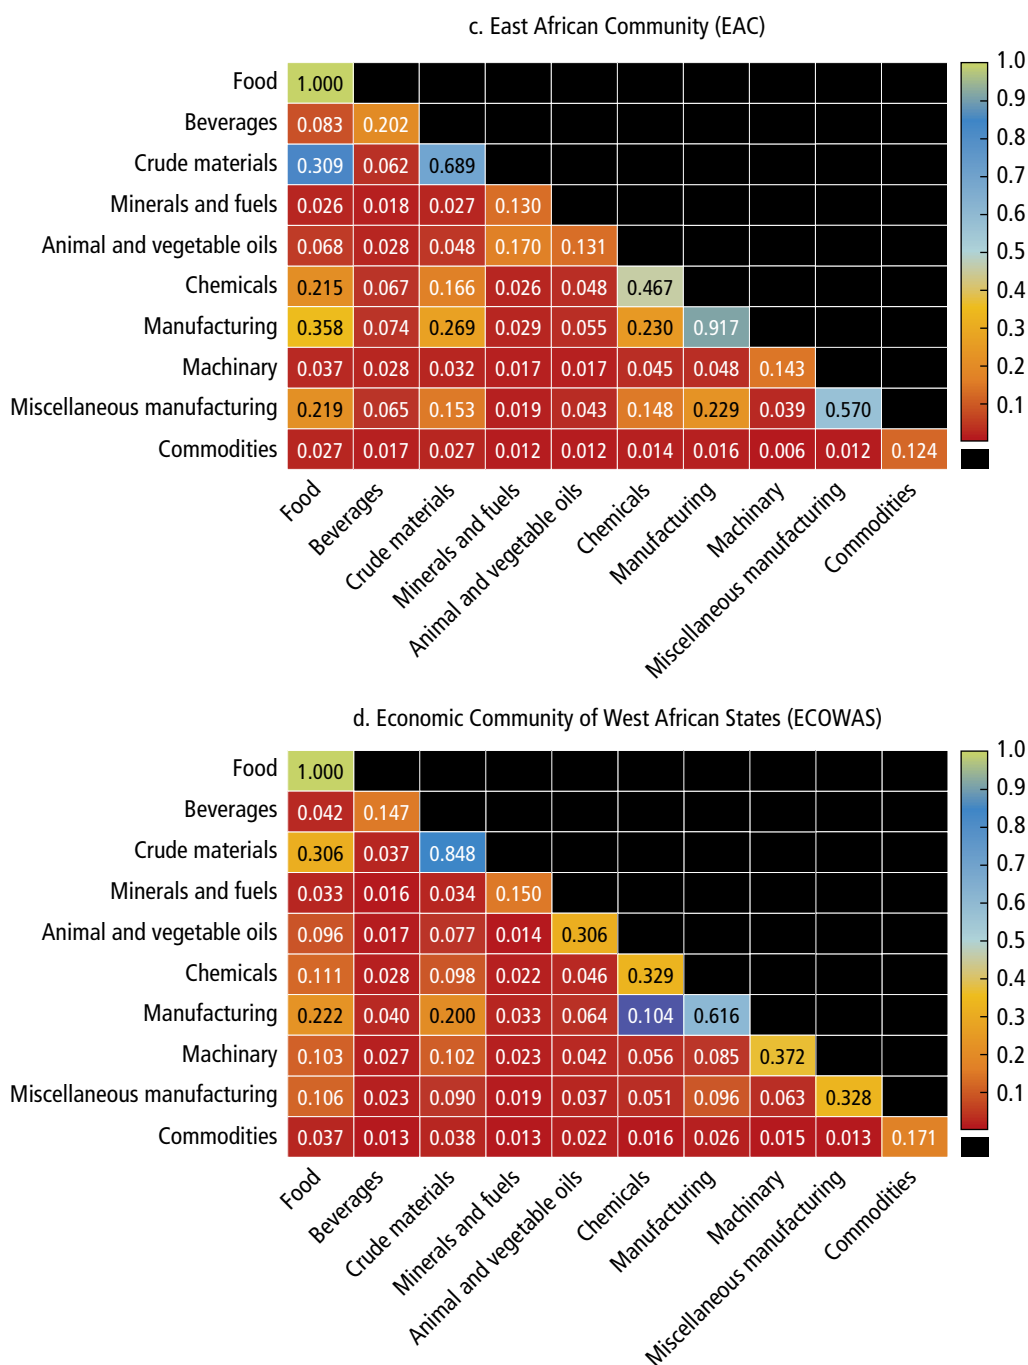 c. East African Community (EAC)
Food 1.000
Beverages 0.083 0.202
Crude materials 0.309 0.062 0.689
Minerals and fuels 0.026 0.018 0.027 0.130
Animal and vegetable oils 0.068 0.028 0.048 0.170 0.131
Chemicals 0.215 0.067 0.166 0.026 0.048 0.467
Manufacturing 0.358 0.074 0.269 0.029 0.055 0.230 0.917
Machinary 0.037 0.028 0.032 0.017 0.017 0.045 0.048 0.143
Miscellaneous manufacturing 0.219 0.065 0.153 0.019 0.043 0.148 0.229 0.039 0.570
Commodities 0.027 0.017 0.027 0.012 0.012 0.014 0.016 0.006 0.012 0.124
Food
Beverages
Crude materials
Minerals and fuels
Animal and vegetable oils
Chemicals
Manufacturing
Machinary
Miscellaneous manufacturing
Commodities
1.0
0.9
0.8
0.7
0.6
0.5
0.4
0.3
0.2
0.1
d. Economic Community of West African States (ECOWAS)
Food 1.000
Beverages 0.042 0.147
Crude materials 0.306 0.037 0.848
Minerals and fuels 0.033 0.016 0.034 0.150
Animal and vegetable oils 0.096 0.017 0.077 0.014 0.306
Chemicals 0.111 0.028 0.098 0.022 0.046 0.329
Manufacturing 0.222 0.040 0.200 0.033 0.064 0.104 0.616
Machinary 0.103 0.027 0.102 0.023 0.042 0.056 0.085 0.372
Miscellaneous manufacturing 0.106 0.023 0.090 0.019 0.037 0.051 0.096 0.063 0.328
Commodities 0.037 0.013 0.038 0.013 0.022 0.016 0.026 0.015 0.013 0.171
Food
Beverages
Crude materials
Minerals and fuels
Animal and vegetable oils
Chemicals
Manufacturing
Machinary
Miscellaneous manufacturing
Commodities
1.0
0.9
0.8
0.7
0.6
0.5
0.4
0.3
0.2
0.1